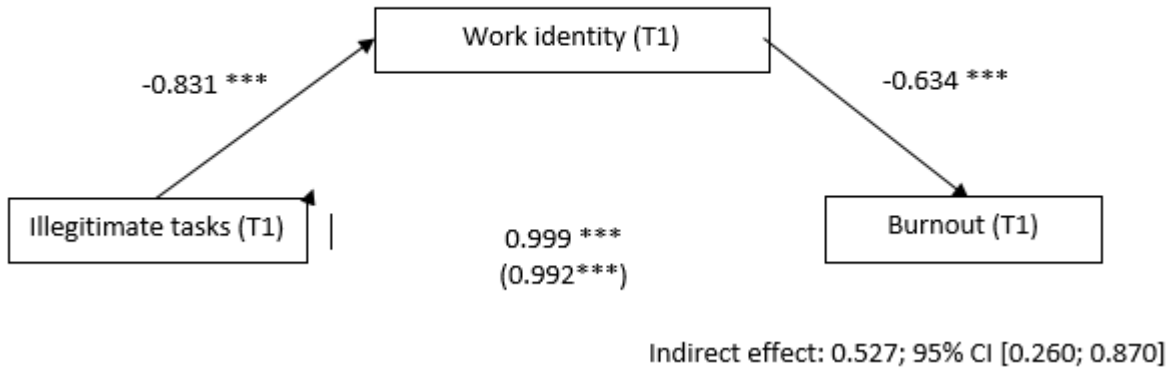 Work identity (T1)
-0.831 ***
-0.634 ***
Illegitimate tasks (T1)
Burnout (T1)
0.999 ***
(0.992***)
Indirect effect: 0.527; 95% CI [0.260; 0.870]